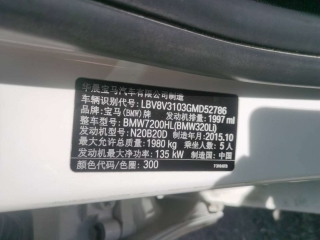 华晨宝马汽车有限公司制造
车辆识别代号：LBV8V3103GMD52786
品牌：宝马(BMW)牌 发动机排量：1997 ml
整车型号：BMW7200HL(BMW320Li)
发动机型号：N20B20D 制造年月：2015.10
最大允许总质量：1980 kg 乘坐人数：5 人
发动机最大净功率：135 kW 制造国：中国
颜色代码/色圈：300